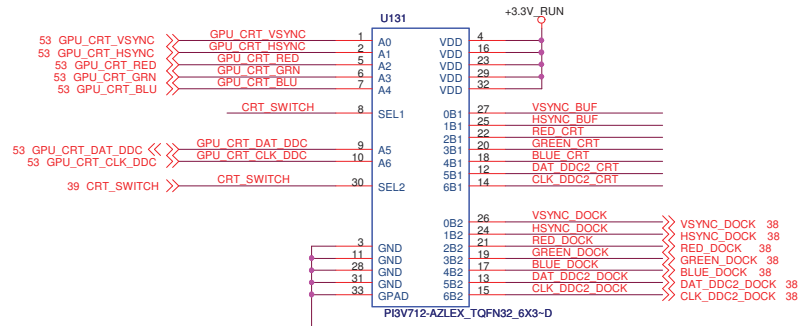 +3.3V_RUN
U131
53 GPU_CRT_VSYNC GPU_CRT_VSYNC 1 A0 VDD 4
53 GPU_CRT_HSYNC GPU_CRT_HSYNC 2 A1 VDD 16
53 GPU_CRT_RED GPU_CRT_RED 5 A2 VDD 23
53 GPU_CRT_GRN GPU_CRT_GRN 6 A3 VDD 29
53 GPU_CRT_BLU GPU_CRT_BLU 7 A4 VDD 32
CRT_SWITCH 8 SEL1 0B1 27 VSYNC_BUF
1B1 25 HSYNC_BUF
2B1 22 RED_CRT
53 GPU_CRT_DAT_DDC GPU_CRT_DAT_DDC 9 A5 3B1 20 GREEN_CRT
53 GPU_CRT_CLK_DDC GPU_CRT_CLK_DDC 10 A6 4B1 18 BLUE_CRT
5B1 12 DAT_DDC2_CRT
39 CRT_SWITCH CRT_SWITCH 30 SEL2 6B1 14 CLK_DDC2_CRT
0B2 26 VSYNC_DOCK VSYNC_DOCK 38
1B2 24 HSYNC_DOCK HSYNC_DOCK 38
3 GND 2B2 21 RED_DOCK RED_DOCK 38
11 GND 3B2 19 GREEN_DOCK GREEN_DOCK 38
28 GND 4B2 17 BLUE_DOCK BLUE_DOCK 38
31 GND 5B2 13 DAT_DDC2_DOCK DAT_DDC2_DOCK 38
33 GPAD 6B2 15 CLK_DDC2_DOCK CLK_DDC2_DOCK 38
PI3V712-AZLEX_TQFN32_6X3~D